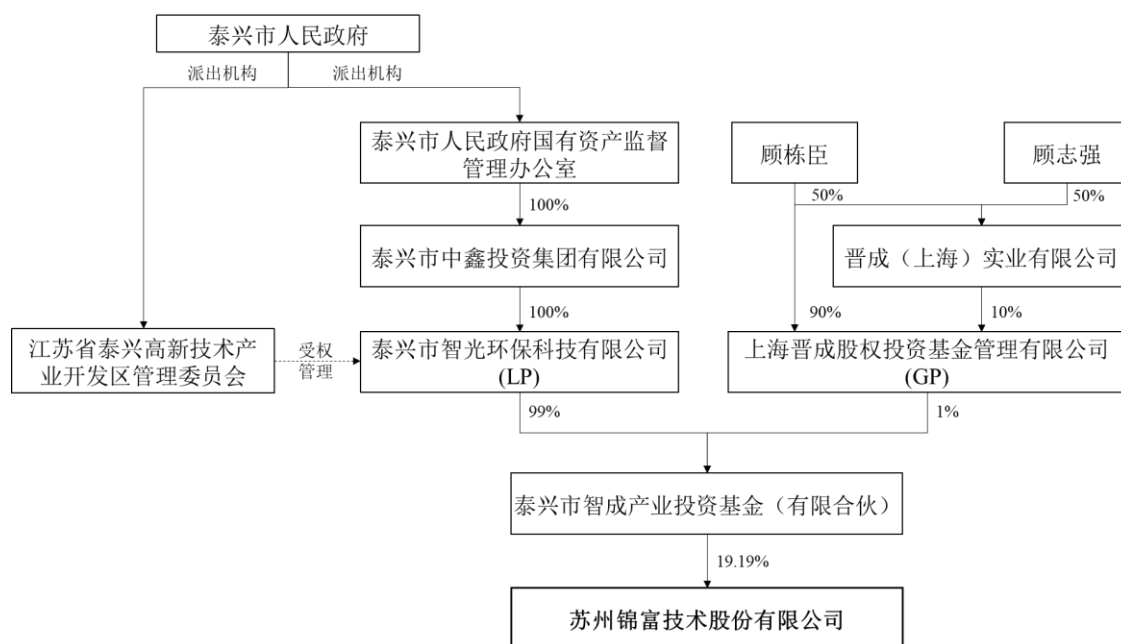 泰兴市人民政府
派出机构
派出机构
泰兴市人民政府国有资产监督
管理办公室
顾栋臣
顾志强
100%
50%
50%
泰兴市中鑫投资集团有限公司
晋成（上海）实业有限公司
100%
90%
10%
江苏省泰兴高新技术产
业开发区管理委员会
受权
管理
泰兴市智光环保科技有限公司
(LP)
上海晋成股权投资基金管理有限公司
(GP)
99%
1%
泰兴市智成产业投资基金（有限合伙）
19.19%
苏州锦富技术股份有限公司